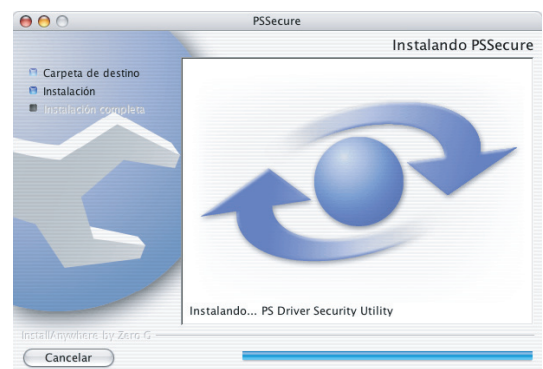 PSSecure
Instalando PSSecure
Carpeta de destino
Instalación
Instalación completa
Instalando... PS Driver Security Utility
InstallAnywhere by Zero G
Cancelar